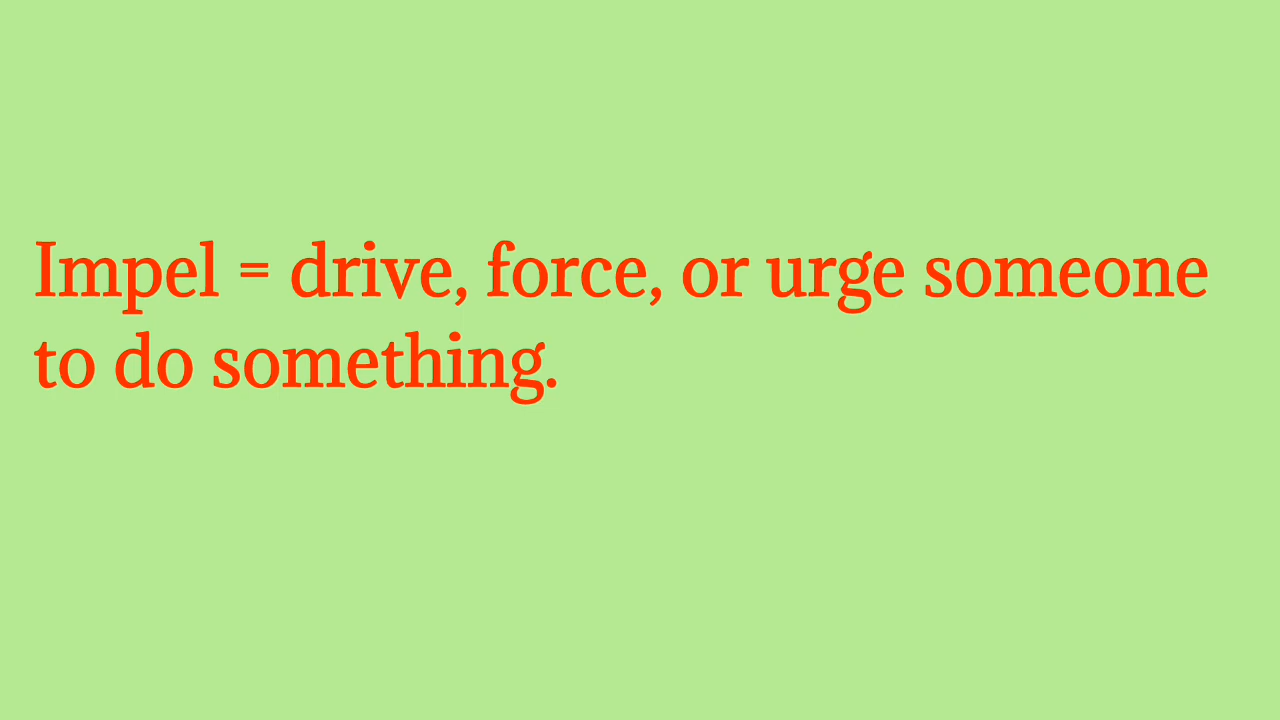 Impel = drive, force, or urge someone
to do something.